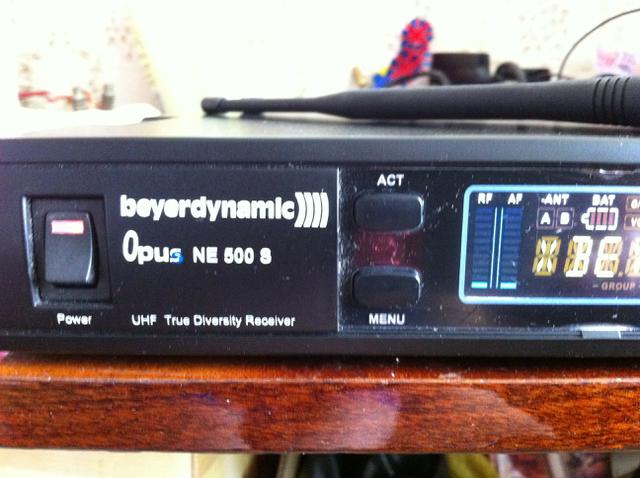 beyerdynamic))))
Opus NE 500 S
Power
UHF True Diversity Receiver
ACT
MENU
RF AF ANT BAT
A B
GROUP